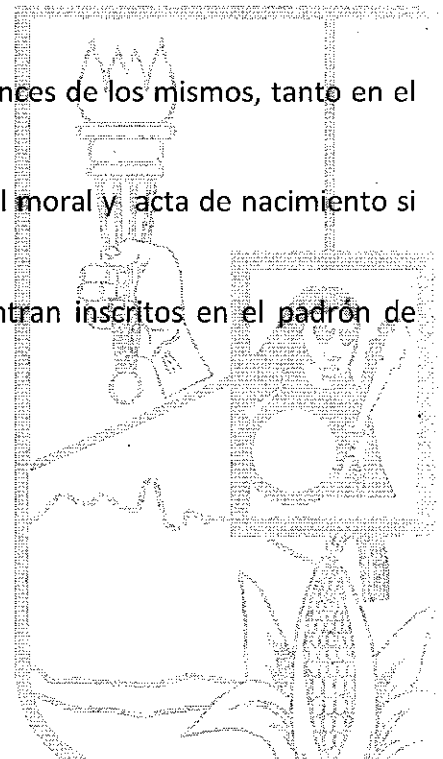 nces de los mismos, tanto en el
l moral y acta de nacimiento si
ntran inscritos en el padrón de